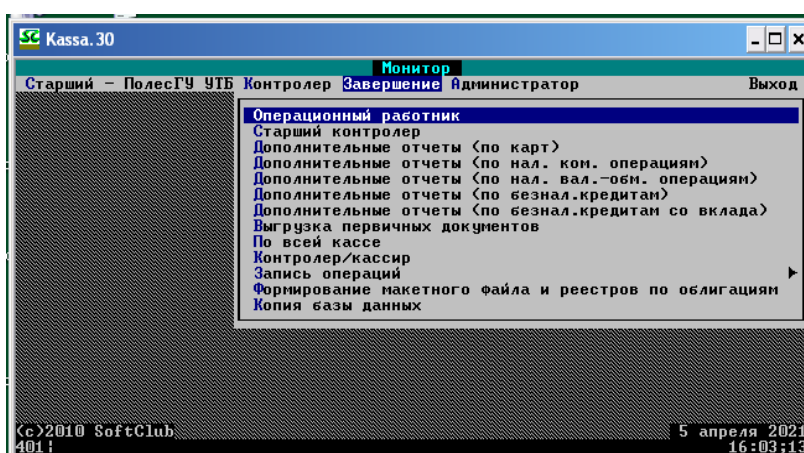 Kassa.30
Монитор
Старший – ПолесГУ УТБ Контролер Завершение Администратор Выход
Операционный работник
Старший контролер
Дополнительные отчеты (по карт)
Дополнительные отчеты (по нал. ком. операциям)
Дополнительные отчеты (по нал. вал.-обм. операциям)
Дополнительные отчеты (по безнал.кредитам)
Дополнительные отчеты (по безнал.кредитам со вклада)
Выгрузка первичных документов
По всей кассе
Контролер/кассир
Запись операций
Формирование макетного файла и реестров по облигациям
Копия базы данных
(c)2010 SoftClub 5 апреля 2021
401¦ 16:03;13